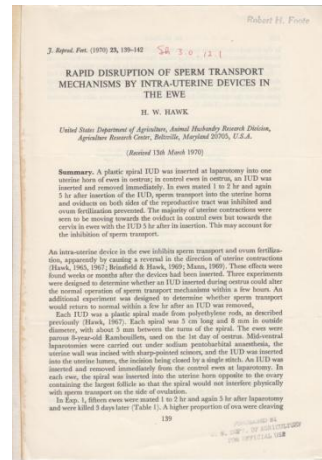 Robert H. Foote
J. Reprod. Fert. (1970) 23, 139–142
RAPID DISRUPTION OF SPERM TRANSPORT
MECHANISMS BY INTRA-UTERINE DEVICES IN
THE EWE
H. W. HAWK
United States Department of Agriculture, Animal Husbandry Research Division,
Agriculture Research Center, Beltsville, Maryland 20705, U.S.A.
(Received 13th March 1970)
Summary. A plastic spiral IUD was inserted at laparotomy into one
uterine horn of ewes in oestrus; in control ewes in oestrus, an IUD was
inserted and removed immediately. In ewes mated 1 to 2 hr and again
5 hr after insertion of the IUD, sperm transport into the uterine horns
and oviducts on both sides of the reproductive tract was inhibited and
ovum fertilization prevented. The majority of uterine contractions were
seen to be moving towards the oviduct in control ewes but towards the
cervix in ewes with the IUD 5 hr after its insertion. This may account for
the inhibition of sperm transport.
An intra-uterine device in the ewe inhibits sperm transport and ovum fertiliza-
tion, apparently by causing a reversal in the direction of uterine contractions
(Hawk, 1965, 1967; Brinsfield & Hawk, 1969; Mann, 1969). These effects were
found weeks or months after the devices had been inserted. Three experiments
were designed to determine whether an IUD inserted during oestrus could alter
the normal operation of sperm transport mechanisms within a few hours. An
additional experiment was designed to determine whether sperm transport
would return to normal within a few hr after an IUD was removed.
Each IUD was a plastic spiral made from polyethylene rods, as described
previously (Hawk, 1967). Each spiral was 5 cm long and 8 mm in outside
diameter, with about 5 mm between the turns of the spiral. The ewes were
parous 8-year-old Rambouillets, used on the 1st day of oestrus. Mid-ventral
laparotomies were carried out under sodium pentobarbital anaesthesia, the
uterine wall was incised with sharp-pointed scissors, and the IUD was inserted
into the uterine lumen, the incision being closed by a single stitch. An IUD was
inserted and removed immediately from the control ewes at laparotomy. In
each ewe, the spiral was inserted into the uterine horn opposite to the ovary
containing the largest follicle so that the spiral would not interfere physically
with sperm transport on the side of ovulation.
In Exp. 1, fifteen ewes were mated 1 to 2 hr and again 5 hr after laparotomy
and were killed 3 days later (Table 1). A higher proportion of ova were cleaving
139